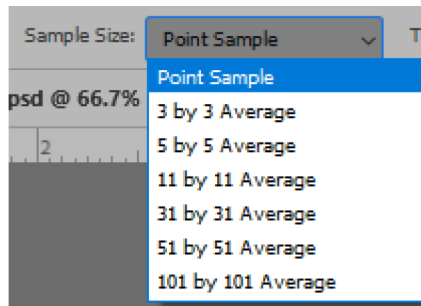 Sample Size: Point Sample T
Point Sample
psd @ 66.7%
3 by 3 Average
5 by 5 Average
2
11 by 11 Average
31 by 31 Average
51 by 51 Average
101 by 101 Average